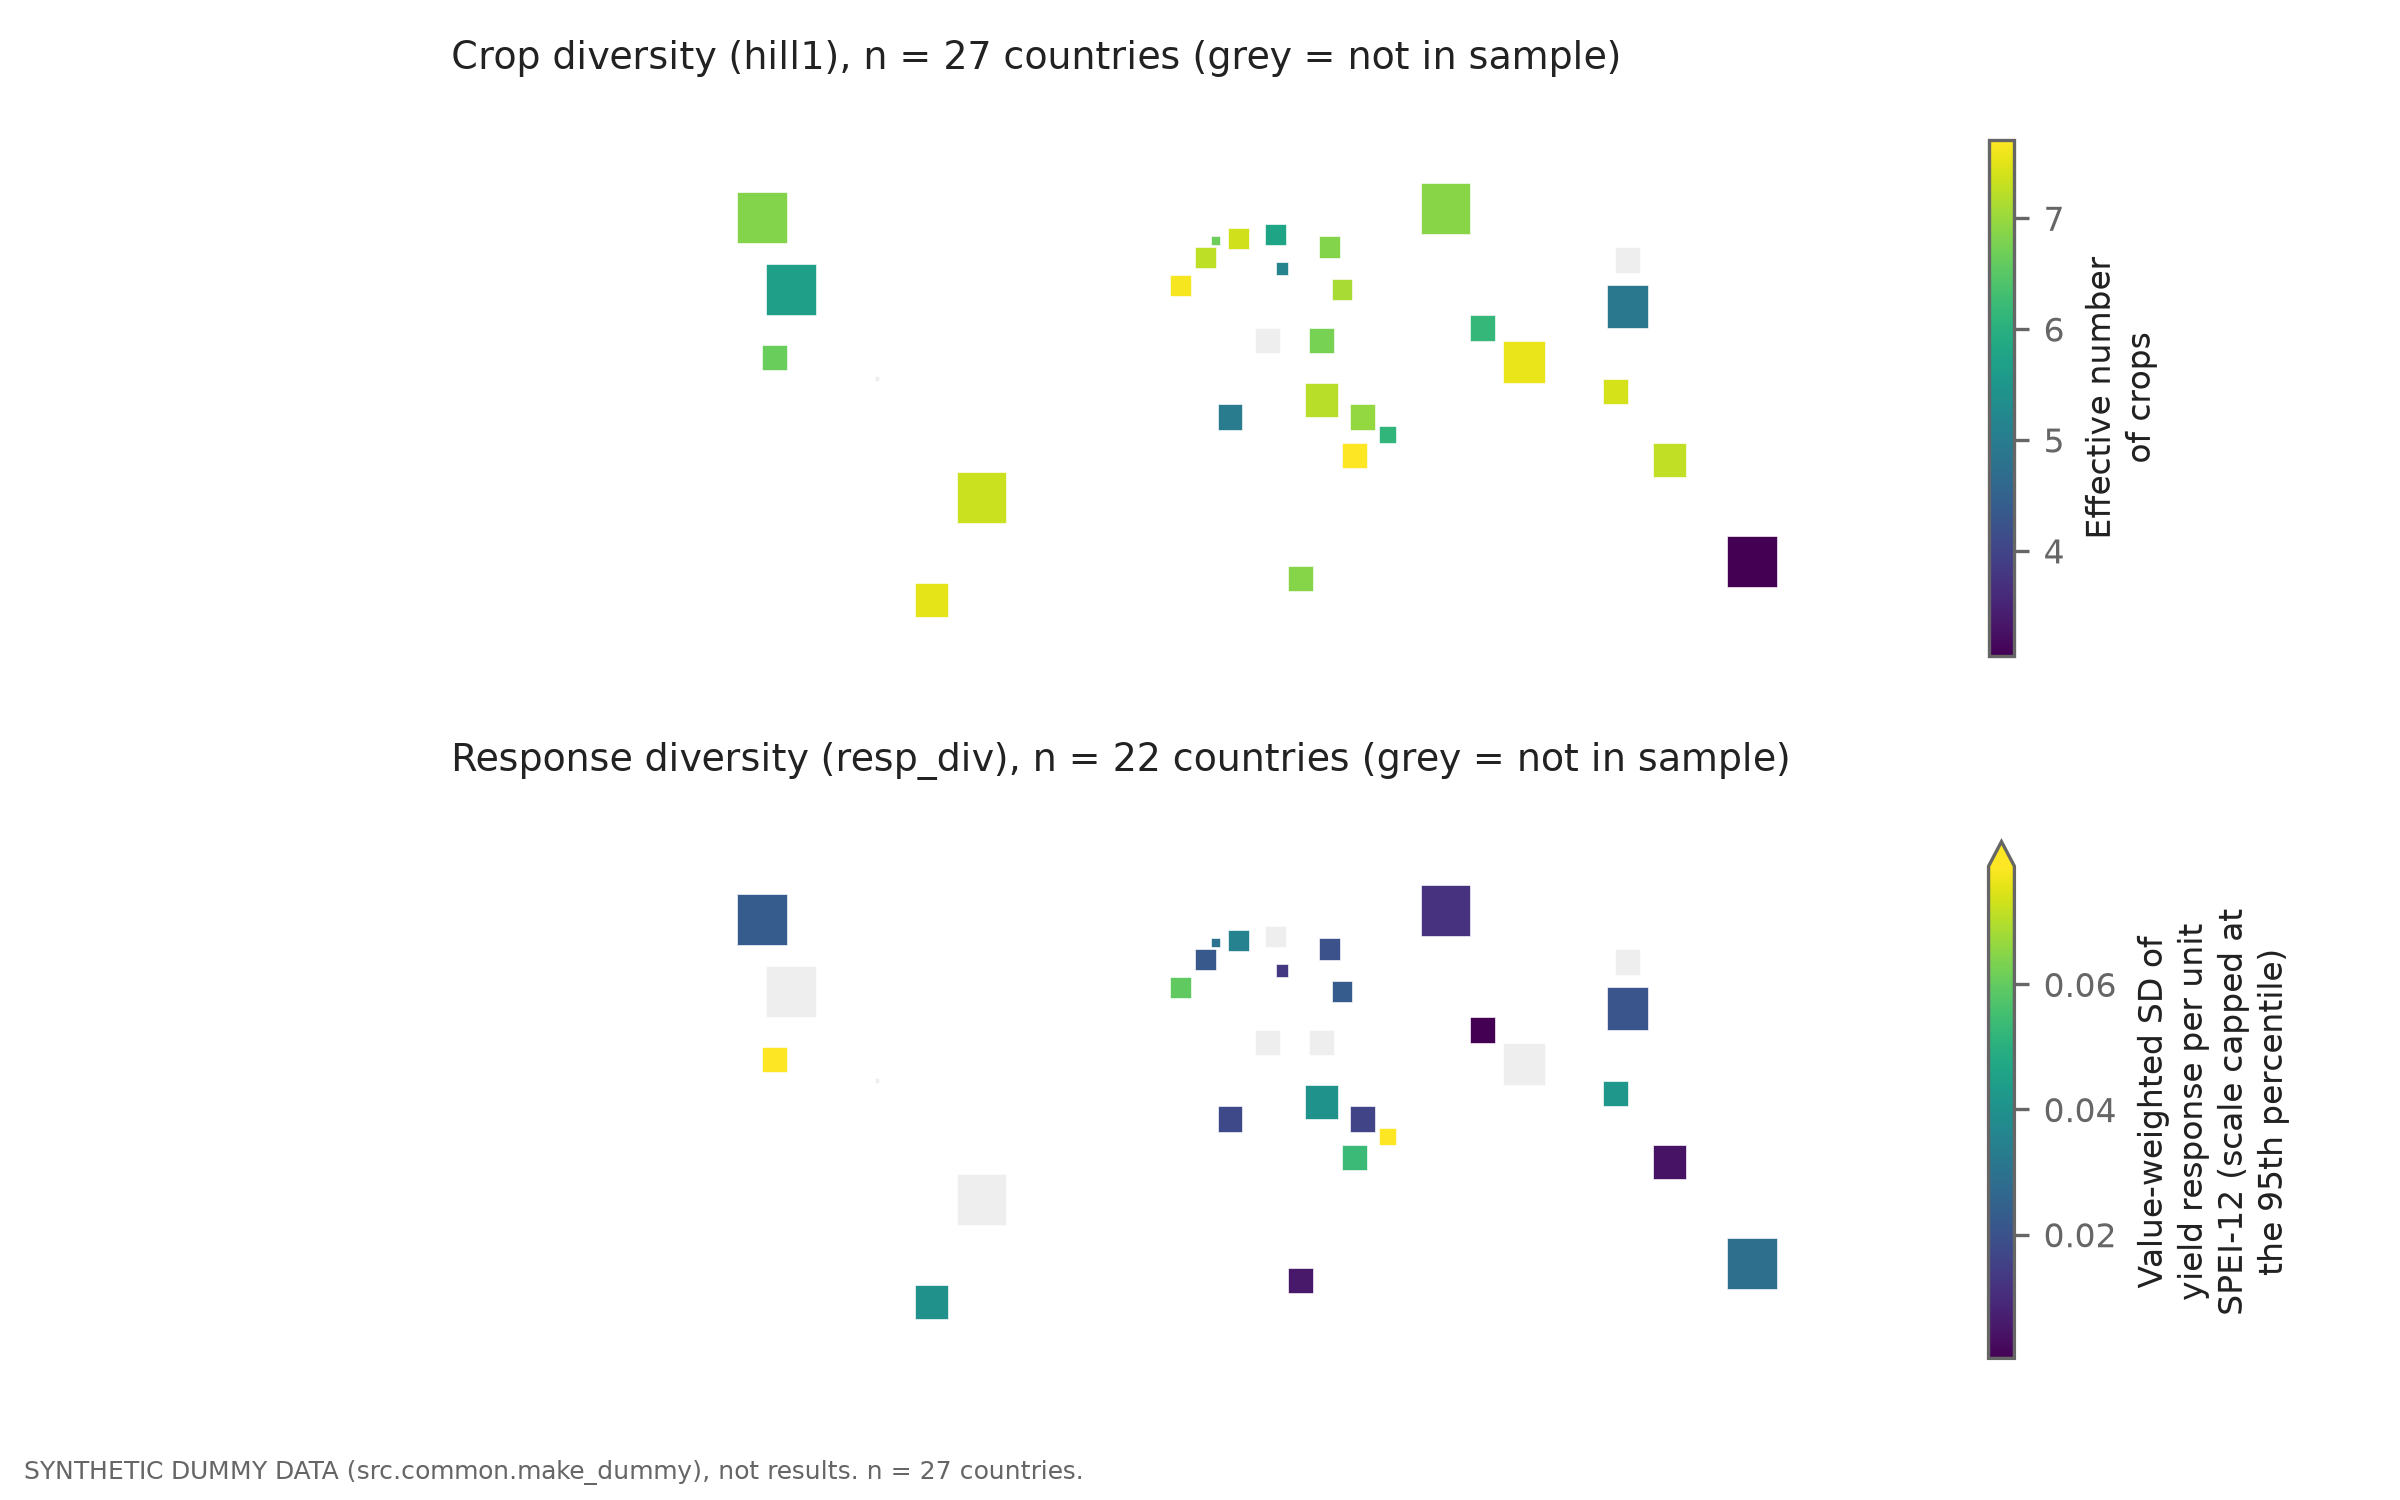 Crop diversity (hill1), n = 27 countries (grey = not in sample)
7
6
5
4
Effective number
of crops
Response diversity (resp_div), n = 22 countries (grey = not in sample)
0.06
0.04
0.02
Value-weighted SD of
yield response per unit
SPEI-12 (scale capped at
the 95th percentile)
SYNTHETIC DUMMY DATA (src.common.make_dummy), not results. n = 27 countries.